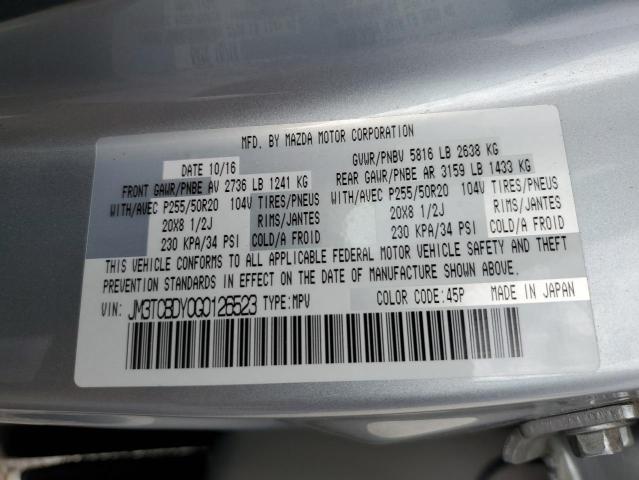 MFD. BY MAZDA MOTOR CORPORATION
DATE 10/16 GVWR/PNBV 5816 LB 2638 KG
FRONT GAWR/PNBE AV 2736 LB 1241 KG REAR GAWR/PNBE AR 3159 LB 1433 KG
WITH/AVEC P255/50R20 104V TIRES/PNEUS WITH/AVEC P255/50R20 104V TIRES/PNEUS
20X8 1/2J RIMS/JANTES 20X8 1/2J RIMS/JANTES
230 KPA/34 PSI COLD/A FROID 230 KPA/34 PSI COLD/A FROID
THIS VEHICLE CONFORMS TO ALL APPLICABLE FEDERAL MOTOR VEHICLE SAFETY AND THEFT
PREVENTION STANDARDS IN EFFECT ON THE DATE OF MANUFACTURE SHOWN ABOVE.
VIN: JM3TCBDY0G0126523 TYPE:MPV COLOR CODE:45P MADE IN JAPAN